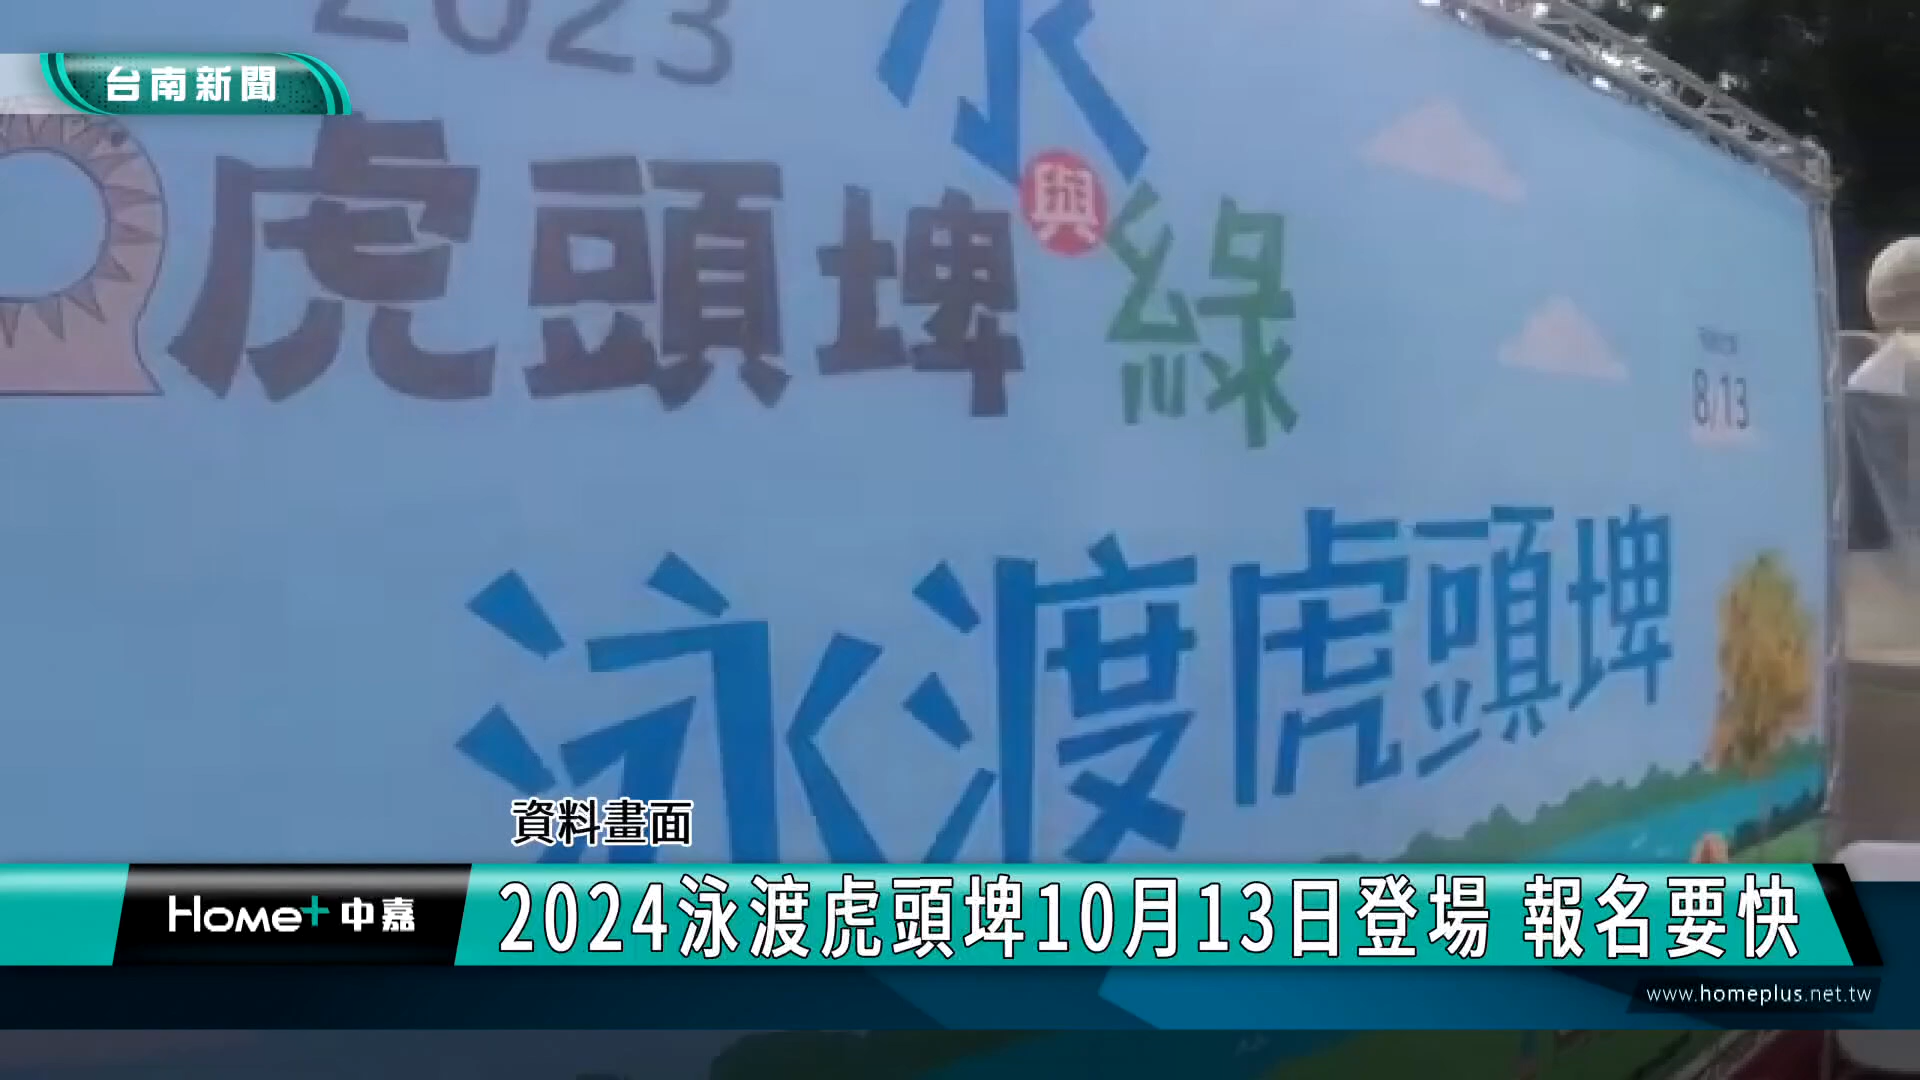 2023
台南新聞
水
與
虎頭埤 綠
8/13
泳渡虎頭埤
資料畫面
Home+ 中嘉
2024泳渡虎頭埤10月13日登場 報名要快
www.homeplus.net.tw